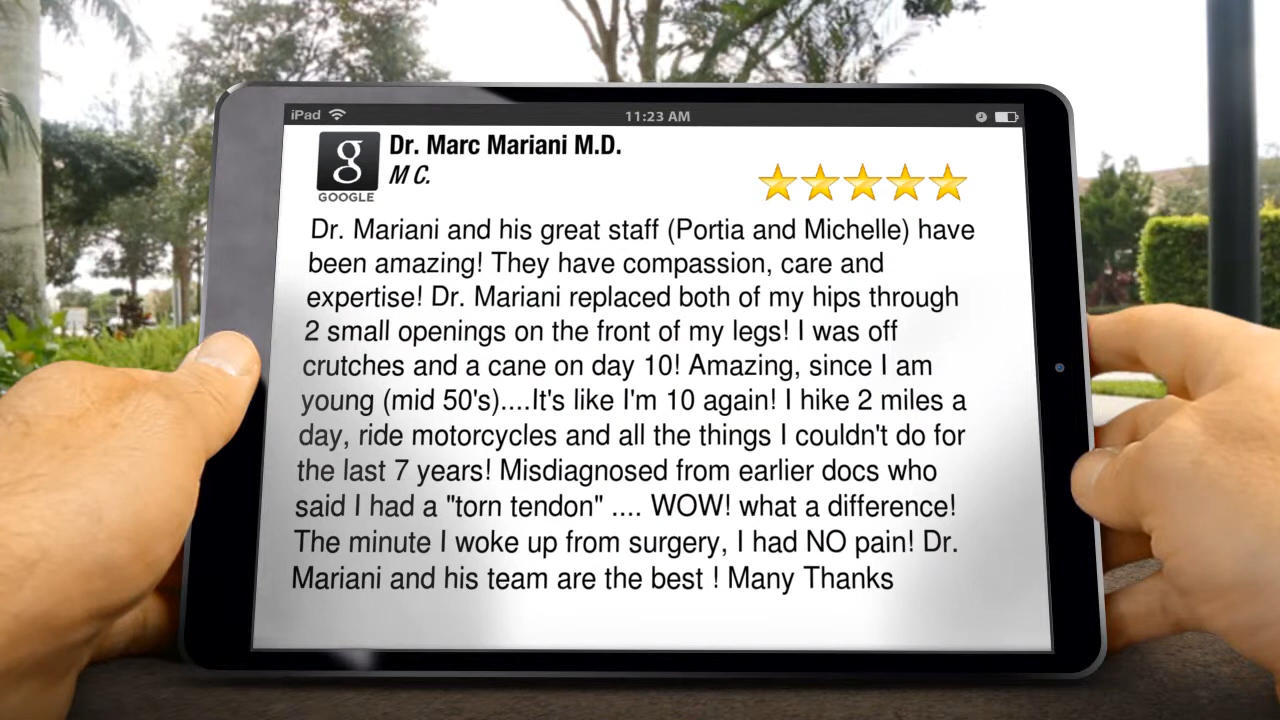 iPad 11:23 AM
g
GOOGLE
Dr. Marc Mariani M.D.
M C.
Dr. Mariani and his great staff (Portia and Michelle) have
been amazing! They have compassion, care and
expertise! Dr. Mariani replaced both of my hips through
2 small openings on the front of my legs! I was off
crutches and a cane on day 10! Amazing, since I am
young (mid 50's)....It's like I'm 10 again! I hike 2 miles a
day, ride motorcycles and all the things I couldn't do for
the last 7 years! Misdiagnosed from earlier docs who
said I had a "torn tendon" .... WOW! what a difference!
The minute I woke up from surgery, I had NO pain! Dr.
Mariani and his team are the best ! Many Thanks